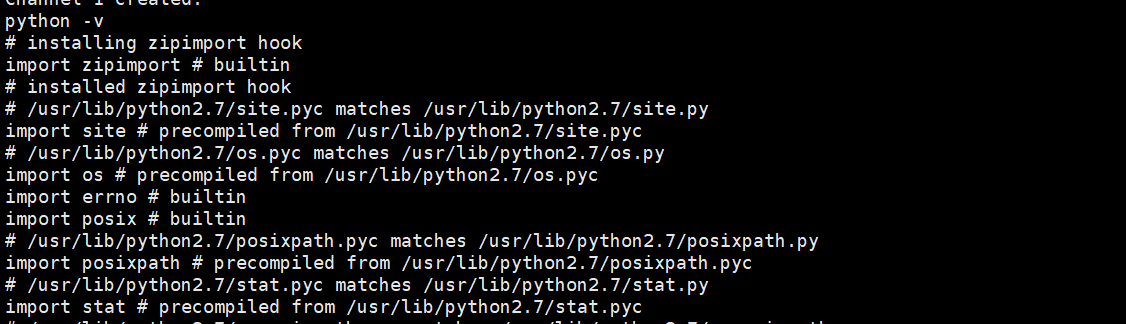 Channel 1 created.
python -v
# installing zipimport hook
import zipimport # builtin
# installed zipimport hook
# /usr/lib/python2.7/site.pyc matches /usr/lib/python2.7/site.py
import site # precompiled from /usr/lib/python2.7/site.pyc
# /usr/lib/python2.7/os.pyc matches /usr/lib/python2.7/os.py
import os # precompiled from /usr/lib/python2.7/os.pyc
import errno # builtin
import posix # builtin
# /usr/lib/python2.7/posixpath.pyc matches /usr/lib/python2.7/posixpath.py
import posixpath # precompiled from /usr/lib/python2.7/posixpath.pyc
# /usr/lib/python2.7/stat.pyc matches /usr/lib/python2.7/stat.py
import stat # precompiled from /usr/lib/python2.7/stat.pyc